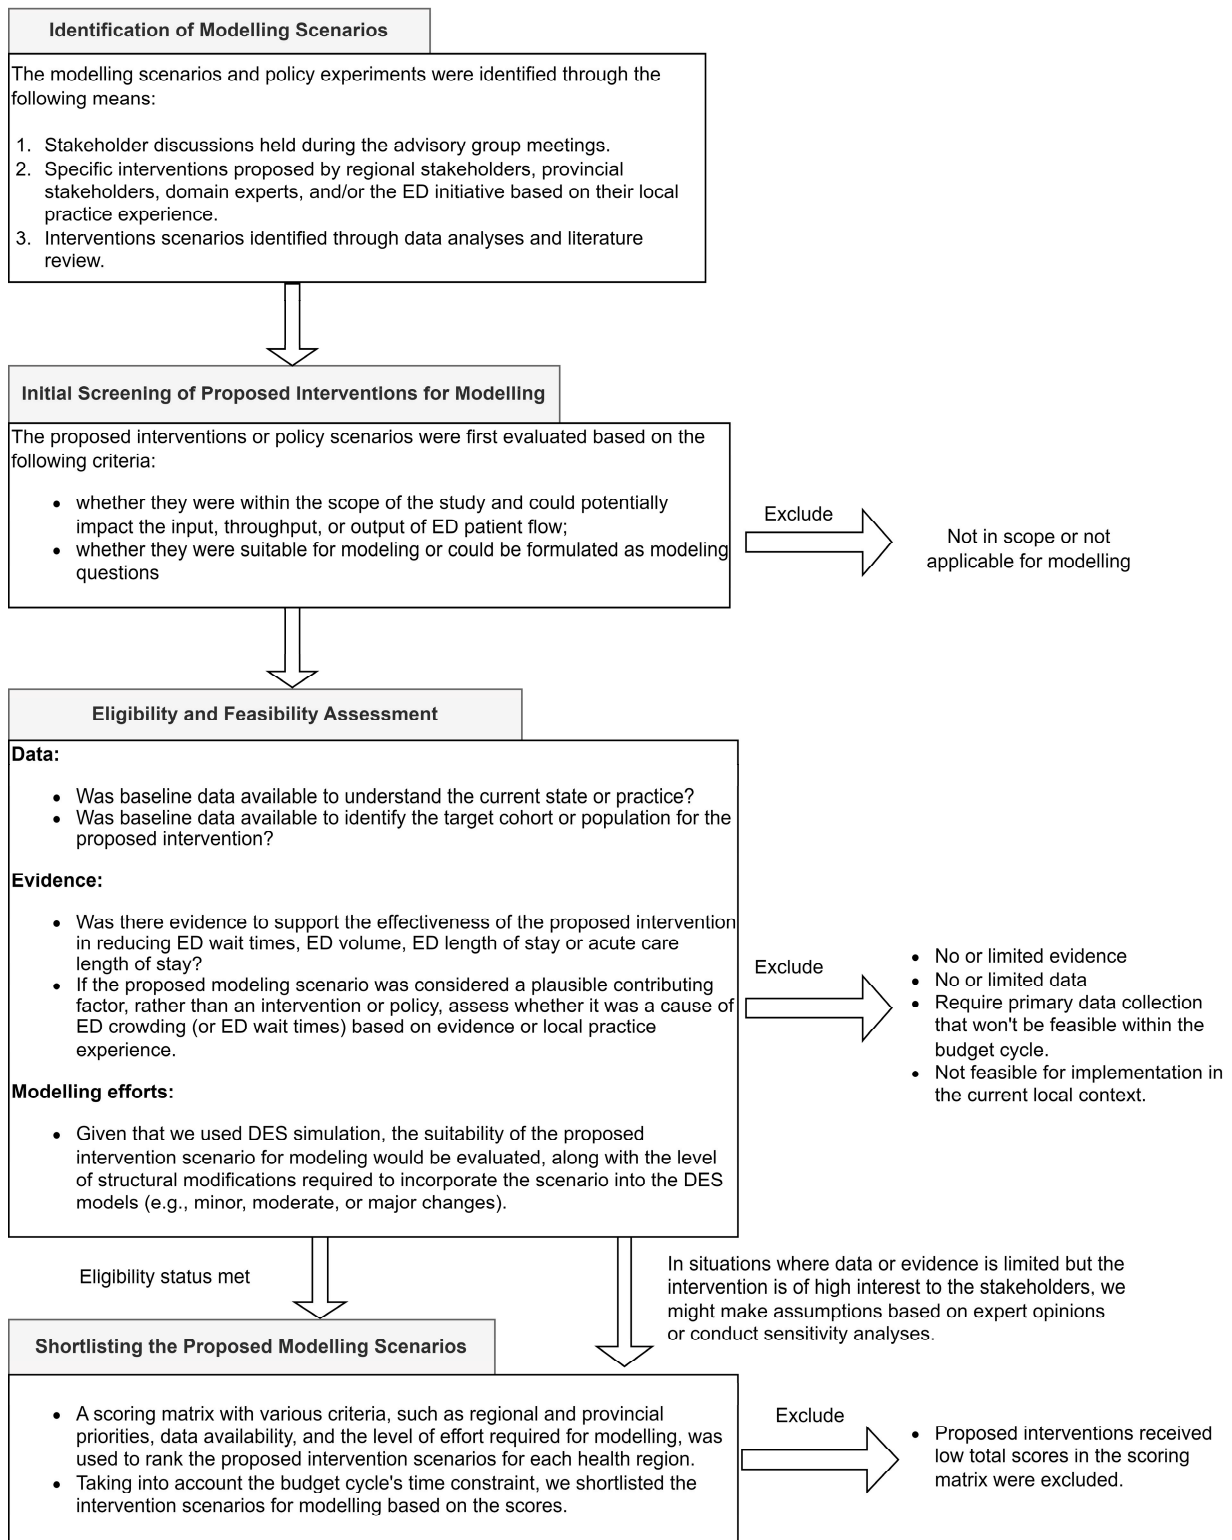 Identification of Modelling Scenarios
The modelling scenarios and policy experiments were identified through the
following means:
1. Stakeholder discussions held during the advisory group meetings.
2. Specific interventions proposed by regional stakeholders, provincial
stakeholders, domain experts, and/or the ED initiative based on their local
practice experience.
3. Interventions scenarios identified through data analyses and literature
review.
Initial Screening of Proposed Interventions for Modelling
The proposed interventions or policy scenarios were first evaluated based on the
following criteria:
• whether they were within the scope of the study and could potentially
impact the input, throughput, or output of ED patient flow;
• whether they were suitable for modeling or could be formulated as modeling
questions
Exclude
Not in scope or not
applicable for modelling
Eligibility and Feasibility Assessment
Data:
• Was baseline data available to understand the current state or practice?
• Was baseline data available to identify the target cohort or population for the
proposed intervention?
Evidence:
• Was there evidence to support the effectiveness of the proposed intervention
in reducing ED wait times, ED volume, ED length of stay or acute care
length of stay?
• If the proposed modeling scenario was considered a plausible contributing
factor, rather than an intervention or policy, assess whether it was a cause of
ED crowding (or ED wait times) based on evidence or local practice
experience.
Modelling efforts:
• Given that we used DES simulation, the suitability of the proposed
intervention scenario for modeling would be evaluated, along with the level
of structural modifications required to incorporate the scenario into the DES
models (e.g., minor, moderate, or major changes).
Exclude
• No or limited evidence
• No or limited data
• Require primary data collection
that won't be feasible within the
budget cycle.
• Not feasible for implementation in
the current local context.
Eligibility status met
In situations where data or evidence is limited but the
intervention is of high interest to the stakeholders, we
might make assumptions based on expert opinions
or conduct sensitivity analyses.
Shortlisting the Proposed Modelling Scenarios
• A scoring matrix with various criteria, such as regional and provincial
priorities, data availability, and the level of effort required for modelling, was
used to rank the proposed intervention scenarios for each health region.
• Taking into account the budget cycle's time constraint, we shortlisted the
intervention scenarios for modelling based on the scores.
Exclude
• Proposed interventions received
low total scores in the scoring
matrix were excluded.